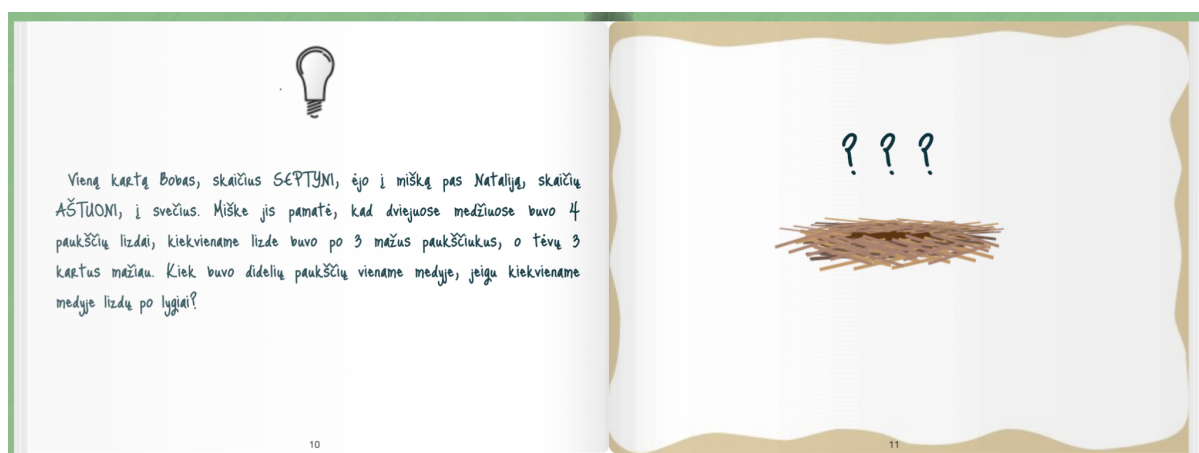 Vieną kartą Bobas, skaičius SEPTYNI, ėjo į mišką pas Nataliją, skaičių
AŠTUONI, į svečius. Miške jis pamatė, kad dviejuose medžiuose buvo 4
paukščių lizdai, kiekviename lizde buvo po 3 mažus paukščiukus, o tėvų 3
kartus mažiau. Kiek buvo didelių paukščių viename medyje, jeigu kiekviename
medyje lizdų po lygiai?
10
? ? ?
11